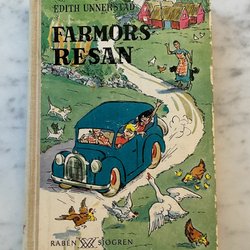 EDITH UNNERSTAD
FARMORS-
RESAN
RABÉN SJÖGREN